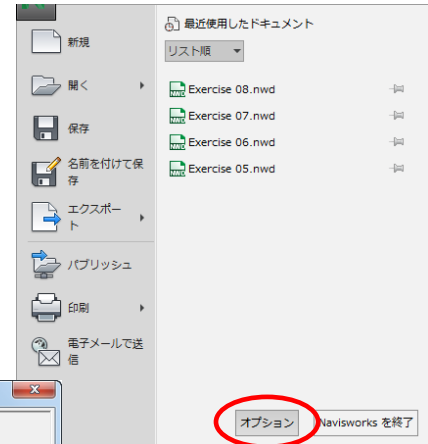 最近使用したドキュメント
リスト順
Exercise 08.nwd
Exercise 07.nwd
Exercise 06.nwd
Exercise 05.nwd
新規
開く
保存
名前を付けて保
存
エクスポー
ト
パブリッシュ
印刷
電子メールで送
信
オプション
Navisworks を終了